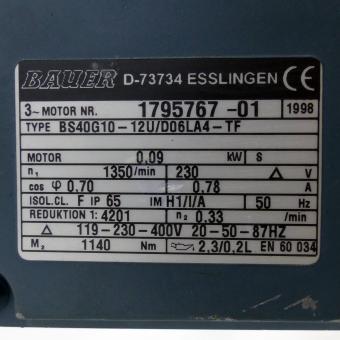 BAUER D-73734 ESSLINGEN CE
3~ MOTOR NR. 1795767 -01 1998
TYPE BS40G10-12U/D06LA4-TF
MOTOR 0,09 kW S
n1 1350/min 230 Δ V
cos φ 0,70 0,78 A
ISOL.CL. F IP 65 IM H1/I/A 50 Hz
REDUKTION 1: 4201 n2 0,33 /min
Δ 119-230-400V 20-50-87HZ
M2 1140 Nm 2,3/0,2L EN 60 034